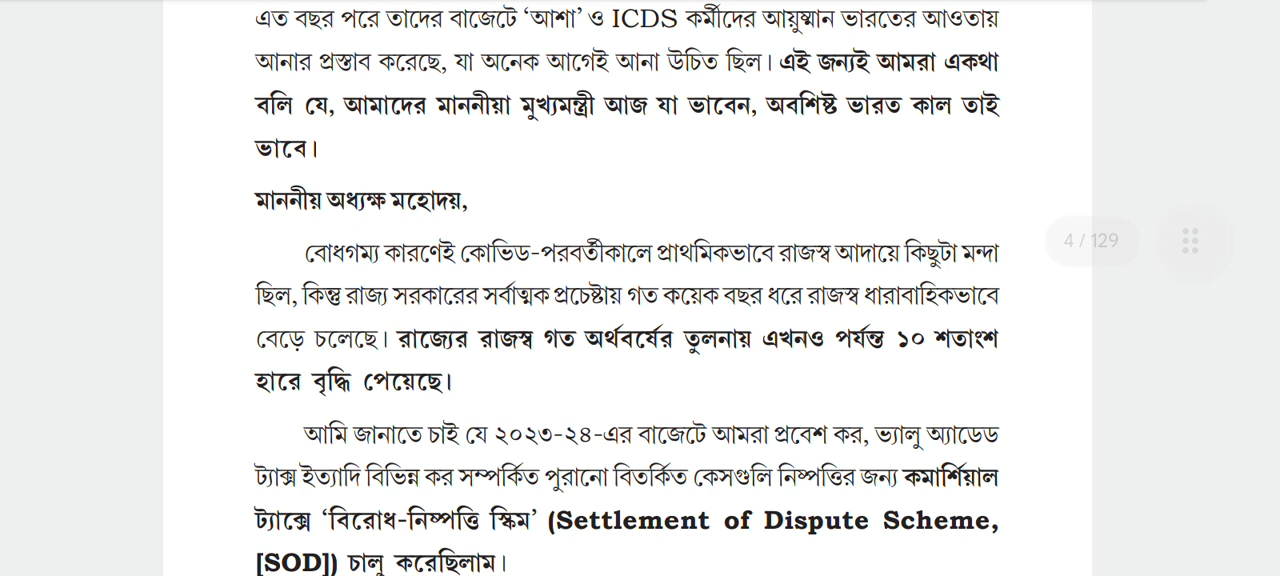 এত বছর পরে তাদের বাজেটে ‘আশা’ ও ICDS কর্মীদের আয়ুষ্মান ভারতের আওতায়
আনার প্রস্তাব করেছে, যা অনেক আগেই আনা উচিত ছিল। এই জন্যই আমরা একথা
বলি যে, আমাদের মাননীয়া মুখ্যমন্ত্রী আজ যা ভাবেন, অবশিষ্ট ভারত কাল তাই
ভাবে।
মাননীয় অধ্যক্ষ মহোদয়,
বোধগম্য কারণেই কোভিড-পরবর্তীকালে প্রাথমিকভাবে রাজস্ব আদায়ে কিছুটা মন্দা
ছিল, কিন্তু রাজ্য সরকারের সর্বাত্মক প্রচেষ্টায় গত কয়েক বছর ধরে রাজস্ব ধারাবাহিকভাবে
বেড়ে চলেছে। রাজ্যের রাজস্ব গত অর্থবর্ষের তুলনায় এখনও পর্যন্ত ১০ শতাংশ
হারে বৃদ্ধি পেয়েছে।
4 / 129
আমি জানাতে চাই যে ২০২৩-২৪-এর বাজেটে আমরা প্রবেশ কর, ভ্যালু অ্যাডেড
ট্যাক্স ইত্যাদি বিভিন্ন কর সম্পর্কিত পুরানো বিতর্কিত কেসগুলি নিষ্পত্তির জন্য কমার্শিয়াল
ট্যাক্সে ‘বিরোধ-নিষ্পত্তি স্কিম’ (Settlement of Dispute Scheme,
[SOD]) চালু করেছিলাম।